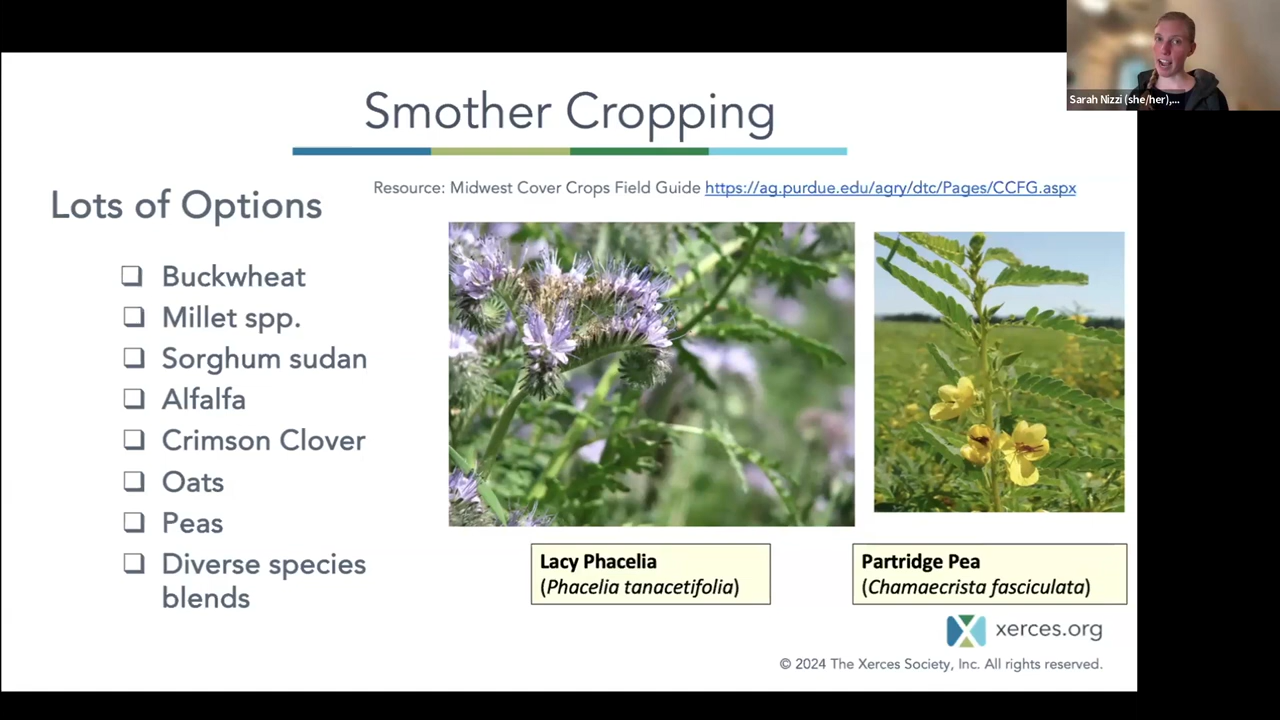 Sarah Nizzi (she/her),...
Smother Cropping
Resource: Midwest Cover Crops Field Guide https://ag.purdue.edu/agry/dtc/Pages/CCFG.aspx
Lots of Options
Buckwheat
Millet spp.
Sorghum sudan
Alfalfa
Crimson Clover
Oats
Peas
Diverse species
blends
Lacy Phacelia
(Phacelia tanacetifolia)
Partridge Pea
(Chamaecrista fasciculata)
xerces.org
© 2024 The Xerces Society, Inc. All rights reserved.